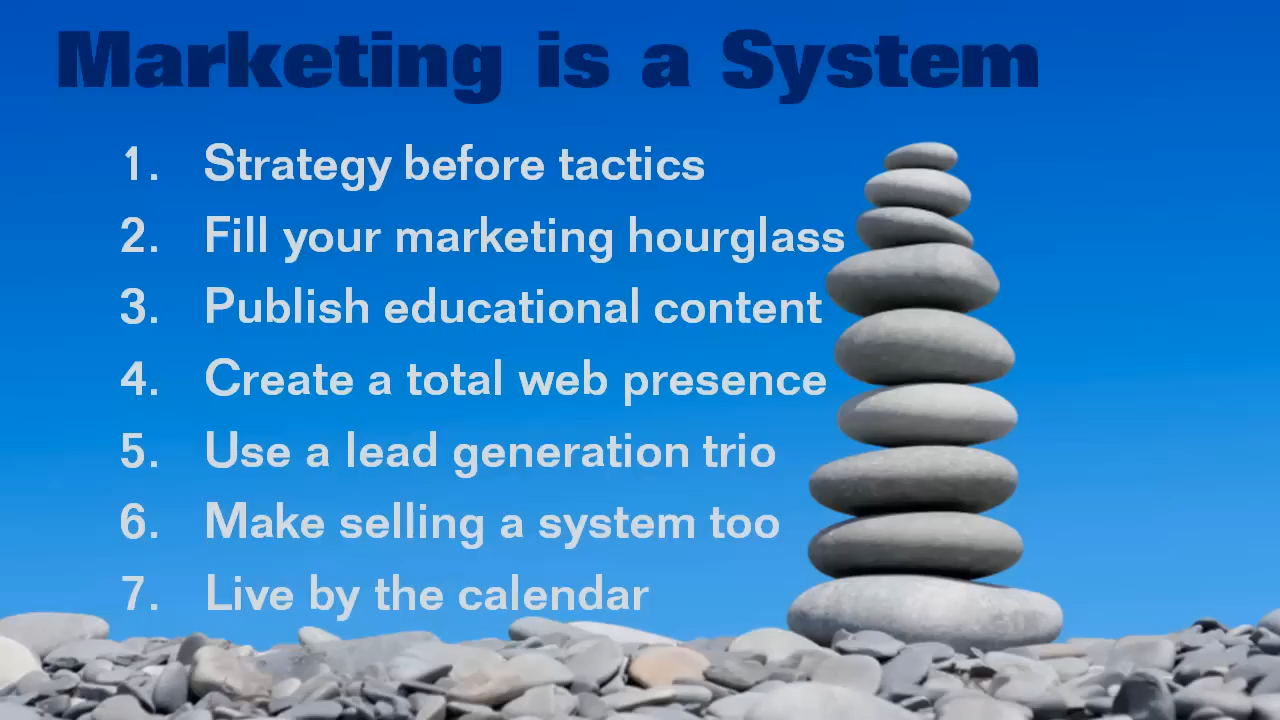 Marketing is a System
1. Strategy before tactics
2. Fill your marketing hourglass
3. Publish educational content
4. Create a total web presence
5. Use a lead generation trio
6. Make selling a system too
7. Live by the calendar